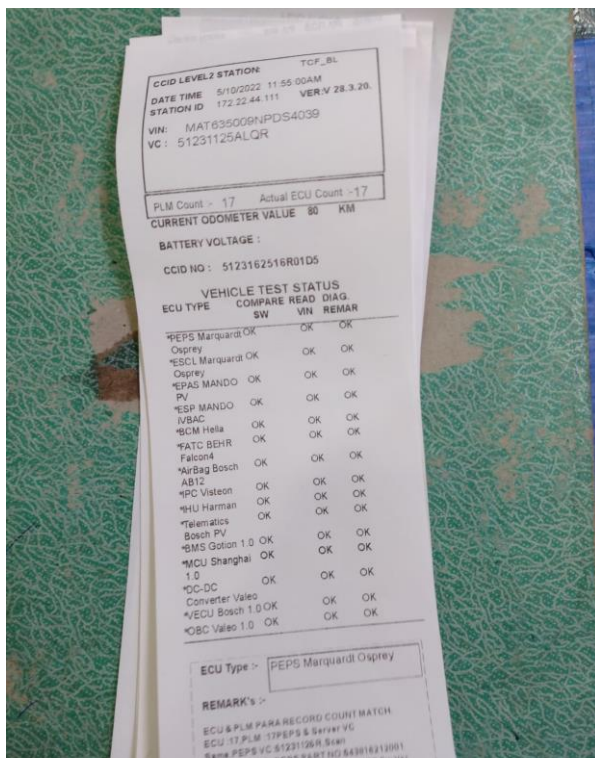 CCID LEVEL2 STATION: TCF_BL
DATE TIME 5/10/2022 11:55:00AM
STATION ID 172.22.44.111 VER:V 28.3.20.
VIN: MAT635009NPDS4039
VC : 51231125ALQR
PLM Count :- 17 Actual ECU Count :-17
CURRENT ODOMETER VALUE 80 KM
BATTERY VOLTAGE :
CCID NO : 5123162516R01D5
VEHICLE TEST STATUS
ECU TYPE COMPARE READ DIAG.
SW VIN REMAR
*PEPS Marquardt OK OK OK
Osprey
*ESCL Marquardt OK OK OK
Osprey
*EPAS MANDO OK OK OK
PV
*ESP MANDO OK OK OK
iVBAC
*BCM Hella OK OK OK
*FATC BEHR OK OK OK
Falcon4
*AirBag Bosch OK OK OK
AB12
*IPC Visteon OK OK OK
*IHU Harman OK OK OK
*Telematics OK OK OK
Bosch PV
*BMS Gotion 1.0 OK OK OK
*MCU Shanghai OK OK OK
1.0
*DC-DC OK OK OK
Converter Valeo
*VECU Bosch 1.0 OK OK OK
*OBC Valeo 1.0 OK OK OK
ECU Type :- PEPS Marquardt Osprey
REMARK's :-
ECU & PLM PARA RECORD COUNT MATCH.
ECU :17,PLM :17PEPS & Server VC
Same.PEPS VC 51231125R,Scan
PART NO